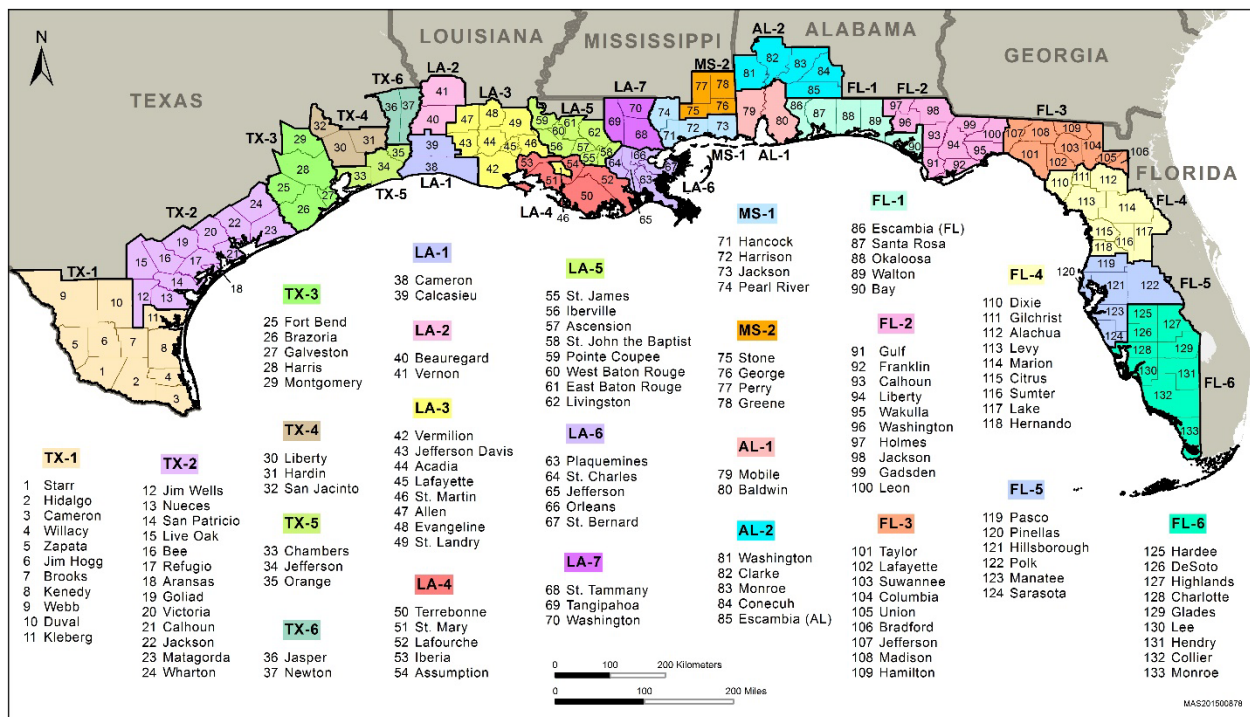 N
TEXAS
LOUISIANA
MISSISSIPPI
ALABAMA
GEORGIA
FLORIDA
TX-1
TX-2
TX-3
TX-4
TX-5
TX-6
LA-1
LA-2
LA-3
LA-4
LA-5
LA-6
LA-7
MS-1
MS-2
AL-1
AL-2
FL-1
FL-2
FL-3
FL-4
FL-5
FL-6
TX-1
1 Starr
2 Hidalgo
3 Cameron
4 Willacy
5 Zapata
6 Jim Hogg
7 Brooks
8 Kenedy
9 Webb
10 Duval
11 Kleberg
TX-2
12 Jim Wells
13 Nueces
14 San Patricio
15 Live Oak
16 Bee
17 Refugio
18 Aransas
19 Goliad
20 Victoria
21 Calhoun
22 Jackson
23 Matagorda
24 Wharton
TX-3
25 Fort Bend
26 Brazoria
27 Galveston
28 Harris
29 Montgomery
TX-4
30 Liberty
31 Hardin
32 San Jacinto
TX-5
33 Chambers
34 Jefferson
35 Orange
TX-6
36 Jasper
37 Newton
LA-1
38 Cameron
39 Calcasieu
LA-2
40 Beauregard
41 Vernon
LA-3
42 Vermilion
43 Jefferson Davis
44 Acadia
45 Lafayette
46 St. Martin
47 Allen
48 Evangeline
49 St. Landry
LA-4
50 Terrebonne
51 St. Mary
52 Lafourche
53 Iberia
54 Assumption
LA-5
55 St. James
56 Iberville
57 Ascension
58 St. John the Baptist
59 Pointe Coupee
60 West Baton Rouge
61 East Baton Rouge
62 Livingston
LA-6
63 Plaquemines
64 St. Charles
65 Jefferson
66 Orleans
67 St. Bernard
LA-7
68 St. Tammany
69 Tangipahoa
70 Washington
MS-1
71 Hancock
72 Harrison
73 Jackson
74 Pearl River
MS-2
75 Stone
76 George
77 Perry
78 Greene
AL-1
79 Mobile
80 Baldwin
AL-2
81 Washington
82 Clarke
83 Monroe
84 Conecuh
85 Escambia (AL)
FL-1
86 Escambia (FL)
87 Santa Rosa
88 Okaloosa
89 Walton
90 Bay
FL-2
91 Gulf
92 Franklin
93 Calhoun
94 Liberty
95 Wakulla
96 Washington
97 Holmes
98 Jackson
99 Gadsden
100 Leon
FL-3
101 Taylor
102 Lafayette
103 Suwannee
104 Columbia
105 Union
106 Bradford
107 Jefferson
108 Madison
109 Hamilton
FL-4
110 Dixie
111 Gilchrist
112 Alachua
113 Levy
114 Marion
115 Citrus
116 Sumter
117 Lake
118 Hernando
FL-5
119 Pasco
120 Pinellas
121 Hillsborough
122 Polk
123 Manatee
124 Sarasota
FL-6
125 Hardee
126 DeSoto
127 Highlands
128 Charlotte
129 Glades
130 Lee
131 Hendry
132 Collier
133 Monroe
0 100 200 Kilometers
0 100 200 Miles
MAS201500878